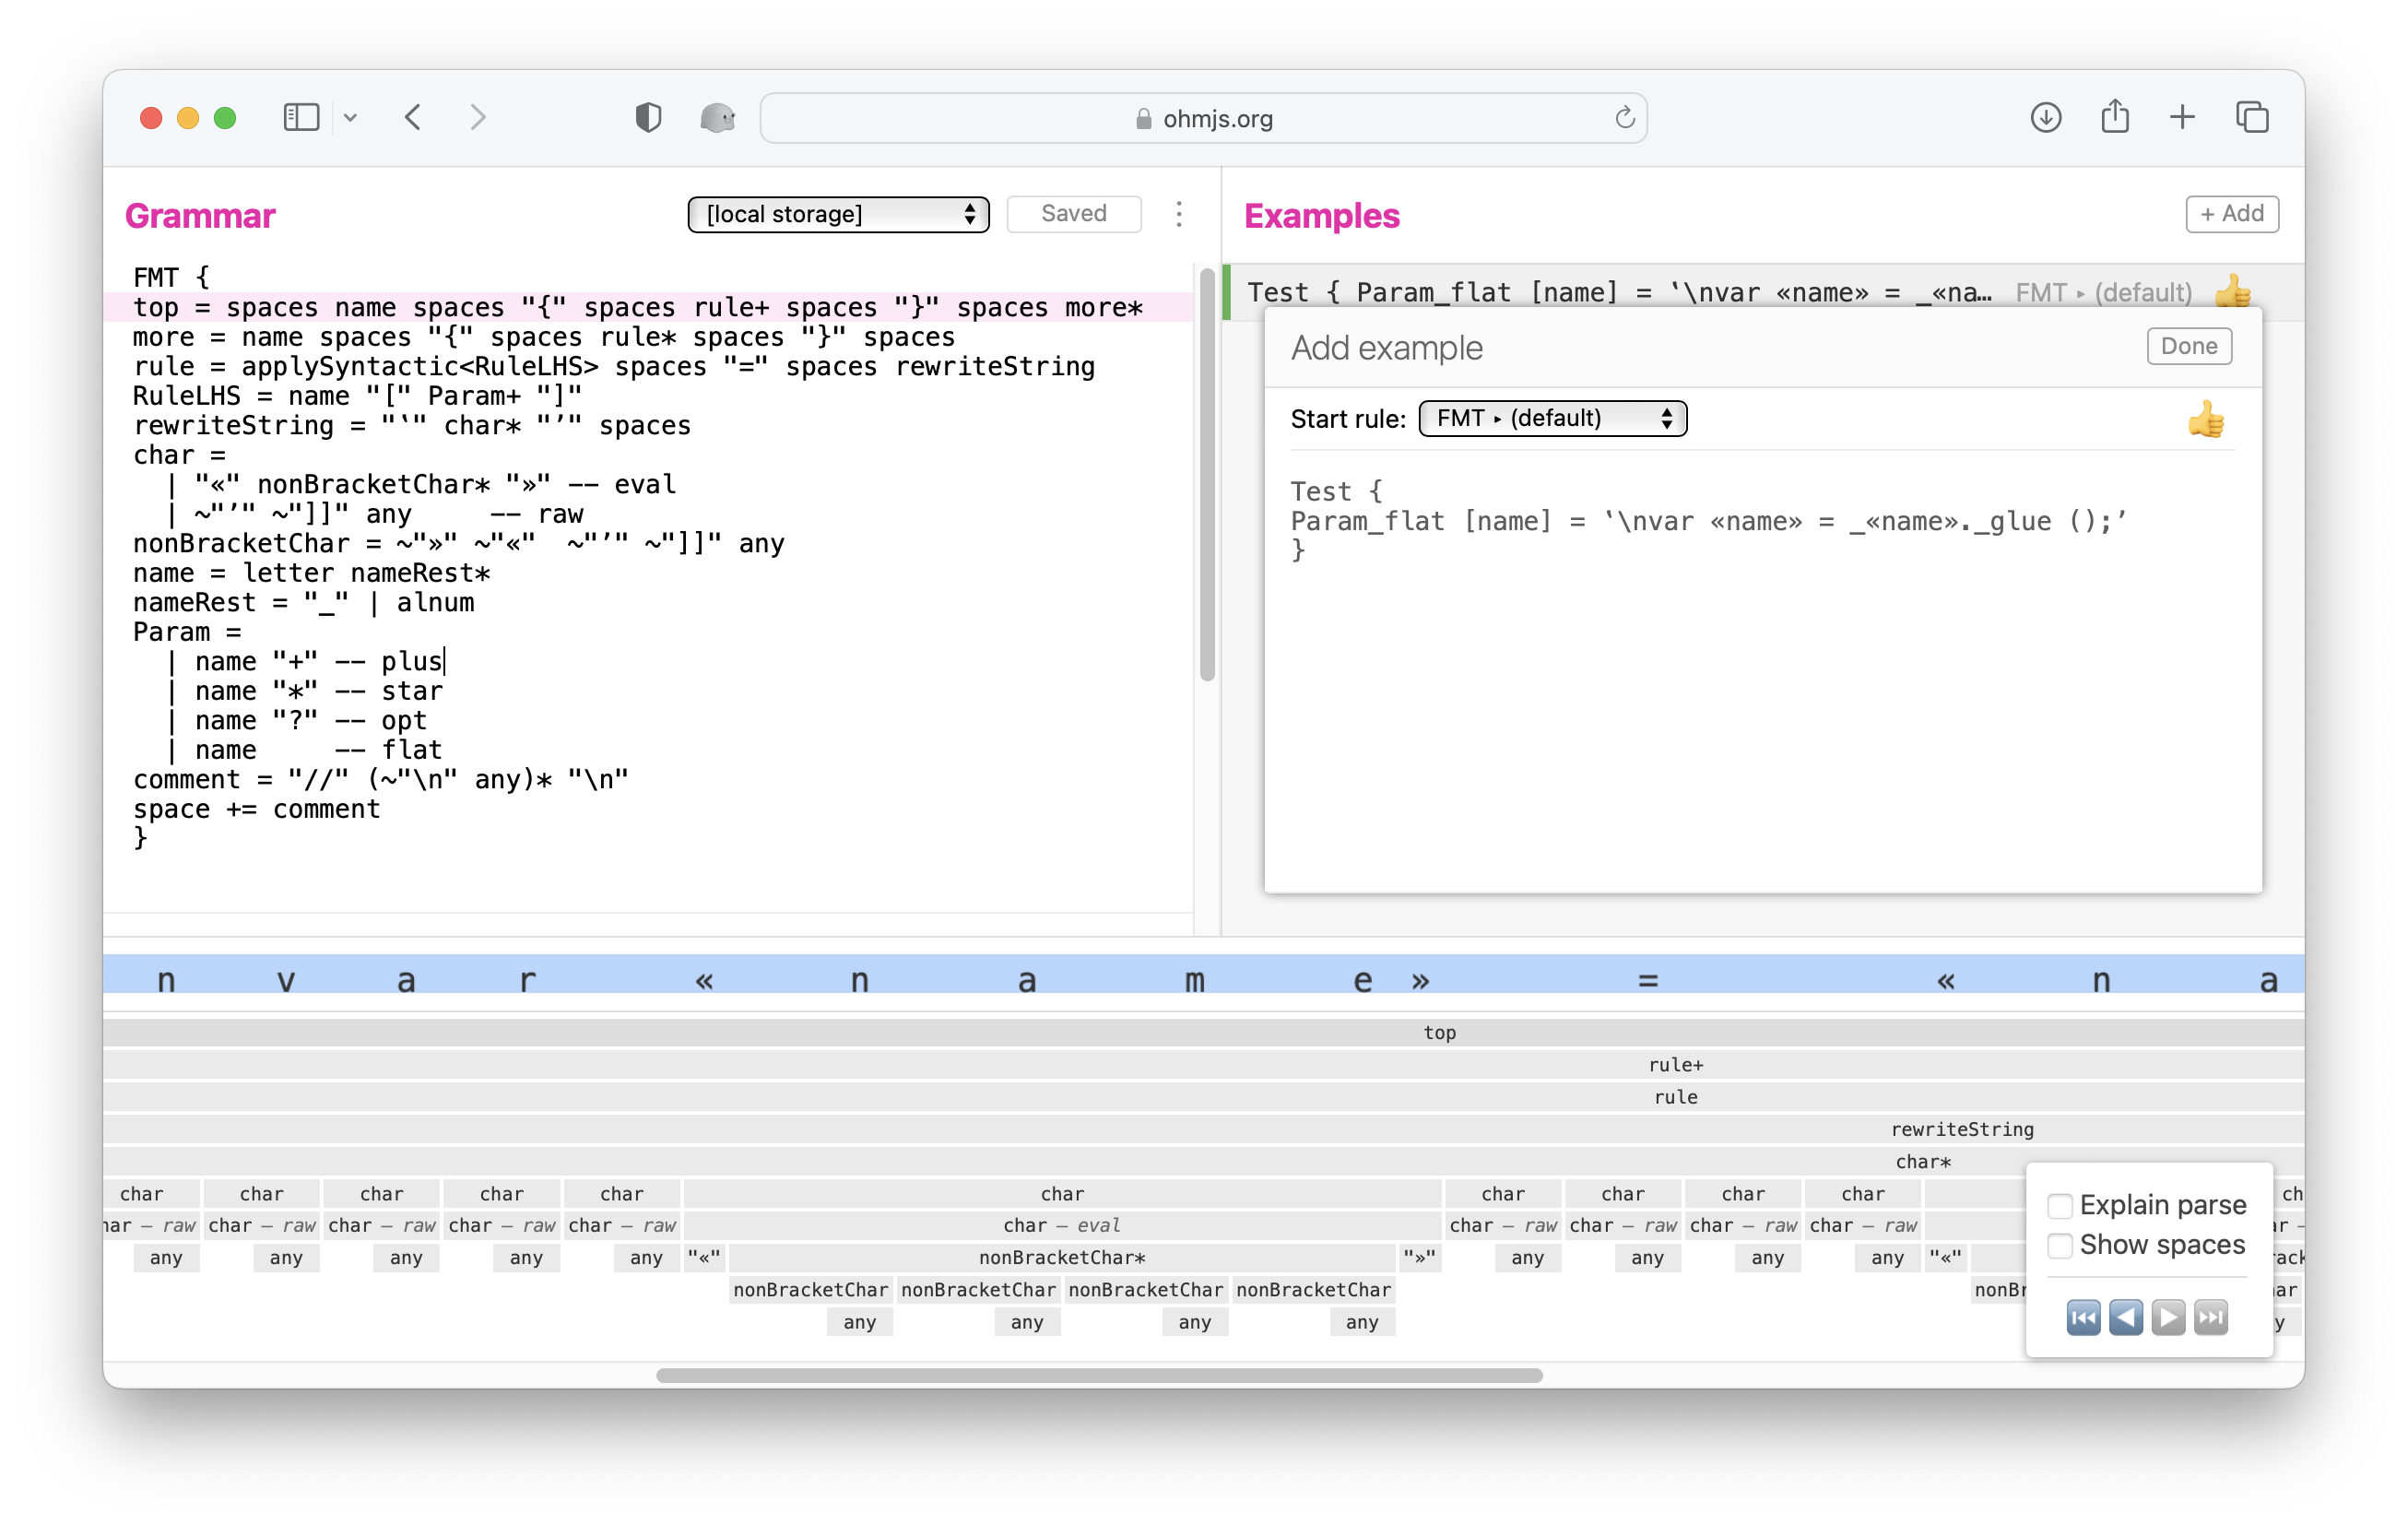 ohmjs.org
Grammar
[local storage]
Saved
FMT {
top = spaces name spaces "{" spaces rule+ spaces "}" spaces more*
more = name spaces "{" spaces rule* spaces "}" spaces
rule = applySyntactic<RuleLHS> spaces "=" spaces rewriteString
RuleLHS = name "[" Param+ "]"
rewriteString = "‛" char* "’" spaces
char =
  | "«" nonBracketChar* "»" -- eval
  | ~"’" ~"]]" any     -- raw
nonBracketChar = ~"»" ~"«"  ~"’" ~"]]" any
name = letter nameRest*
nameRest = "_" | alnum
Param =
  | name "+" -- plus
  | name "*" -- star
  | name "?" -- opt
  | name     -- flat
comment = "//" (~"\n" any)* "\n"
space += comment
}
Examples
+ Add
Test { Param_flat [name] = ‛\nvar «name» = _«na… FMT ▸ (default)
Add example
Done
Start rule: FMT ▸ (default)
Test {
Param_flat [name] = ‛\nvar «name» = _«name»._glue ();’
}
n v a r « n a m e » = « n a
top
rule+
rule
rewriteString
char*
char char char char char char char char char char ch
har – raw char – raw char – raw char – raw char – raw char – eval char – raw char – raw char – raw char – raw ar –
any any any any any "«" nonBracketChar* "»" any any any any "«" rack
nonBracketChar nonBracketChar nonBracketChar nonBracketChar nonBr ar
any any any any y
Explain parse
Show spaces